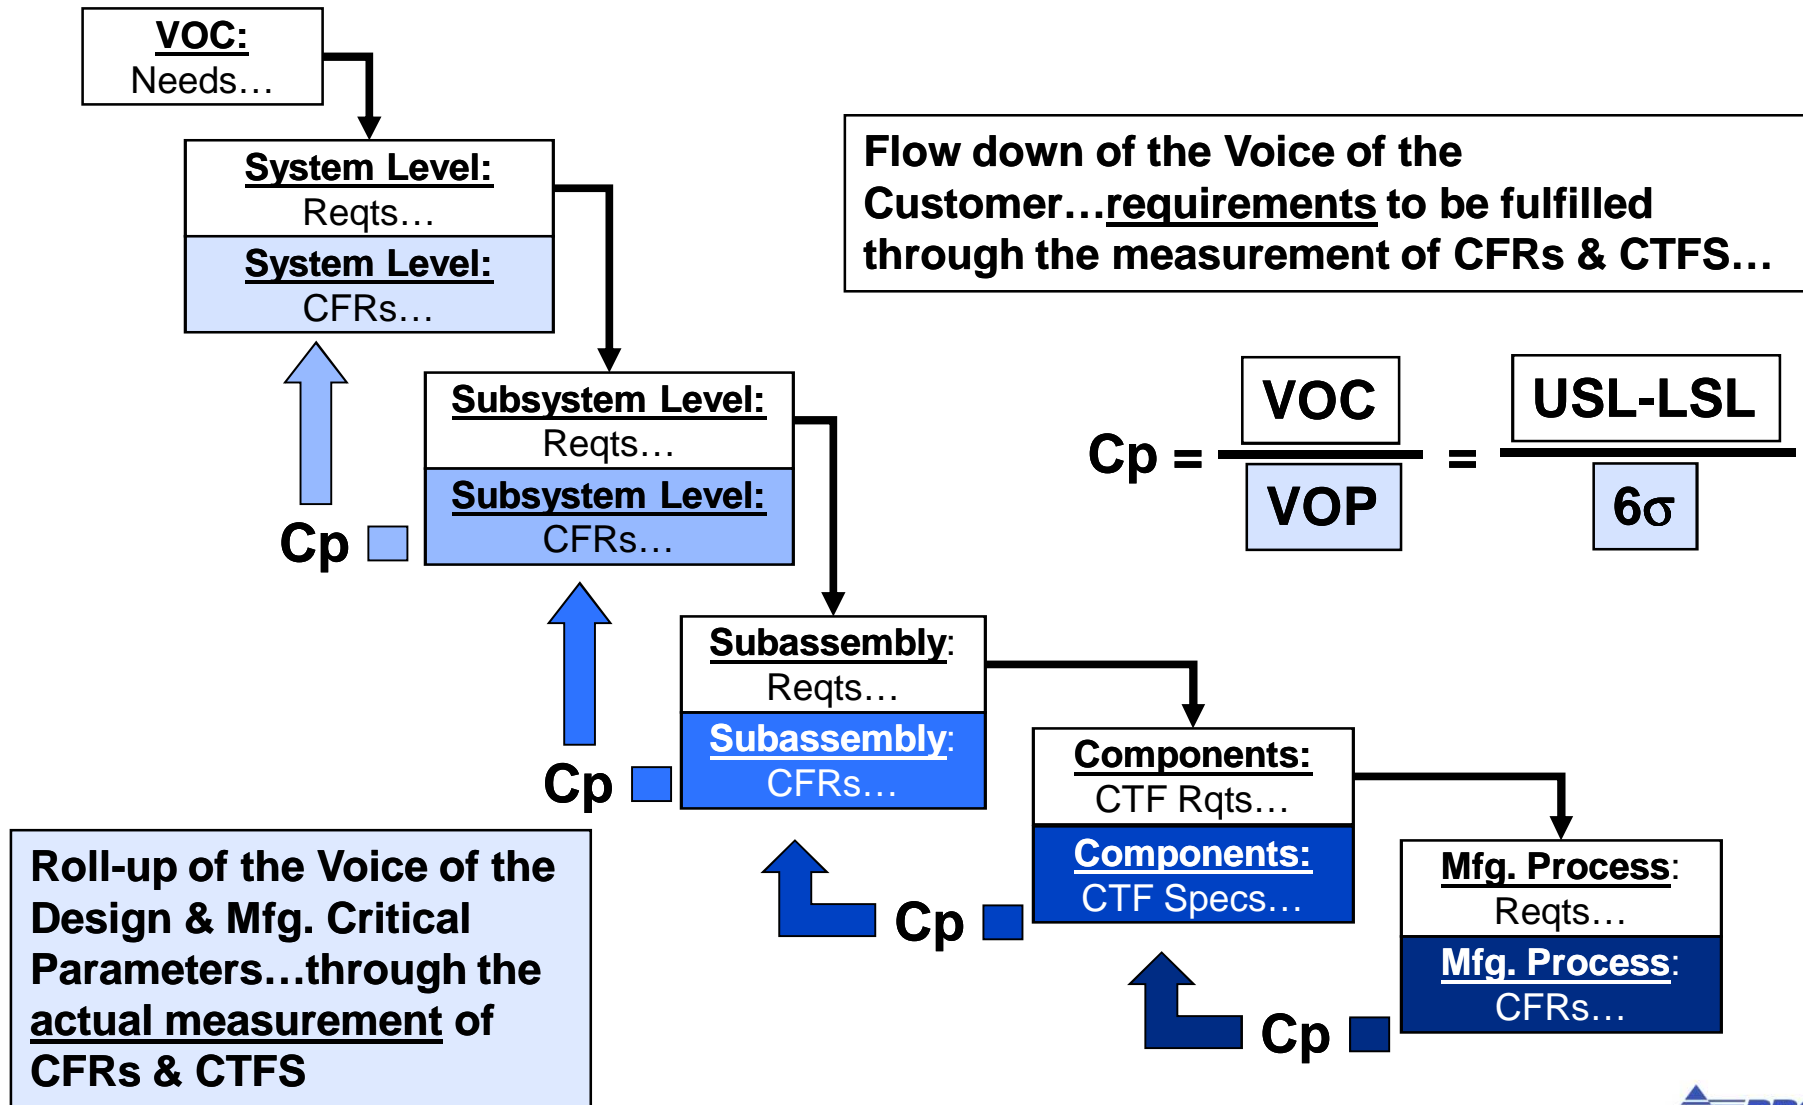 VOC:
Needs…
System Level:
Reqts…
System Level:
CFRs…
Flow down of the Voice of the
Customer…requirements to be fulfilled
through the measurement of CFRs & CTFS…
Cp = VOC = USL-LSL
VOP 6σ
Subsystem Level:
Reqts…
Subsystem Level:
CFRs…
Cp
Subassembly:
Reqts…
Subassembly:
CFRs…
Cp
Components:
CTF Rqts…
Components:
CTF Specs…
Cp
Mfg. Process:
Reqts…
Mfg. Process:
CFRs…
Cp
Roll-up of the Voice of the
Design & Mfg. Critical
Parameters…through the
actual measurement of
CFRs & CTFS